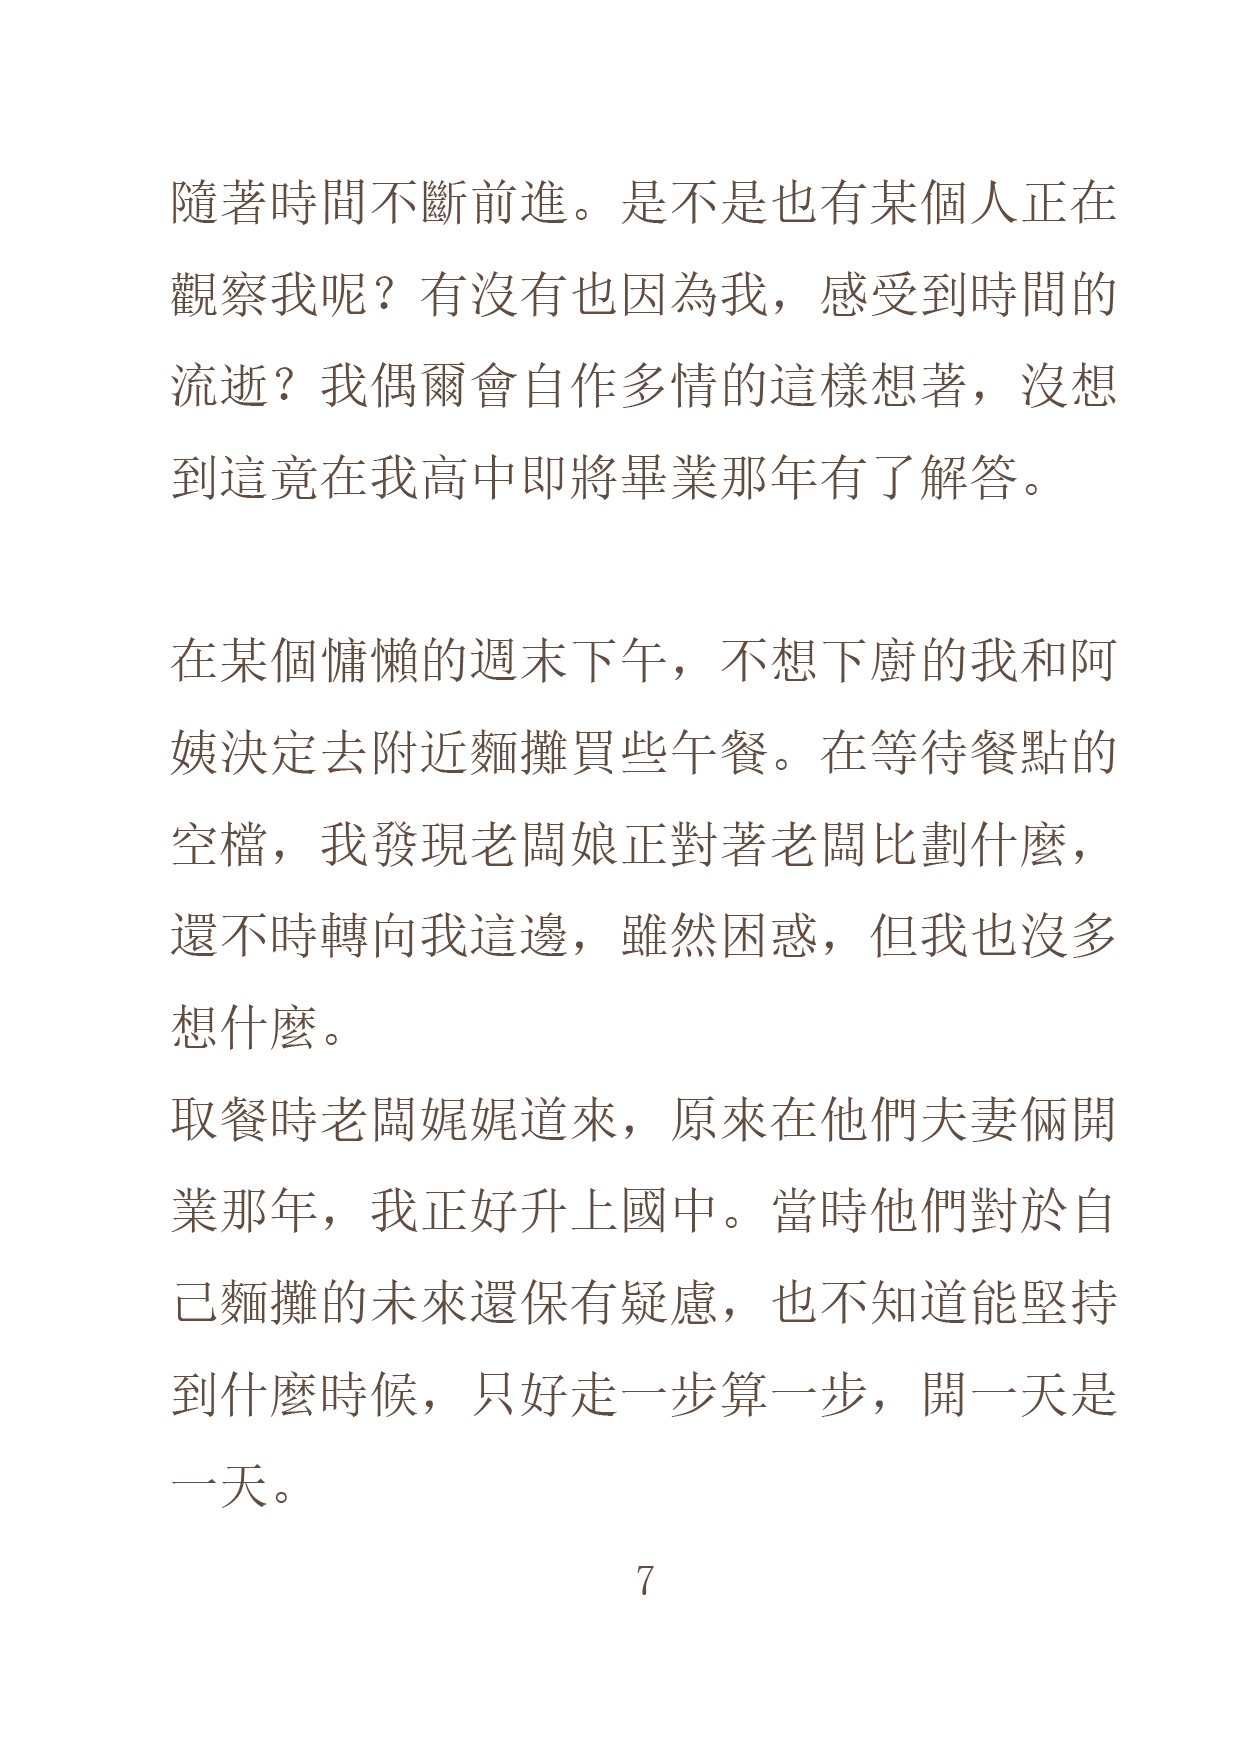 隨著時間不斷前進。是不是也有某個人正在
觀察我呢？有沒有也因為我，感受到時間的
流逝？我偶爾會自作多情的這樣想著，沒想
到這竟在我高中即將畢業那年有了解答。
在某個慵懶的週末下午，不想下廚的我和阿
姨決定去附近麵攤買些午餐。在等待餐點的
空檔，我發現老闆娘正對著老闆比劃什麼，
還不時轉向我這邊，雖然困惑，但我也沒多
想什麼。
取餐時老闆娓娓道來，原來在他們夫妻倆開
業那年，我正好升上國中。當時他們對於自
己麵攤的未來還保有疑慮，也不知道能堅持
到什麼時候，只好走一步算一步，開一天是
一天。
7